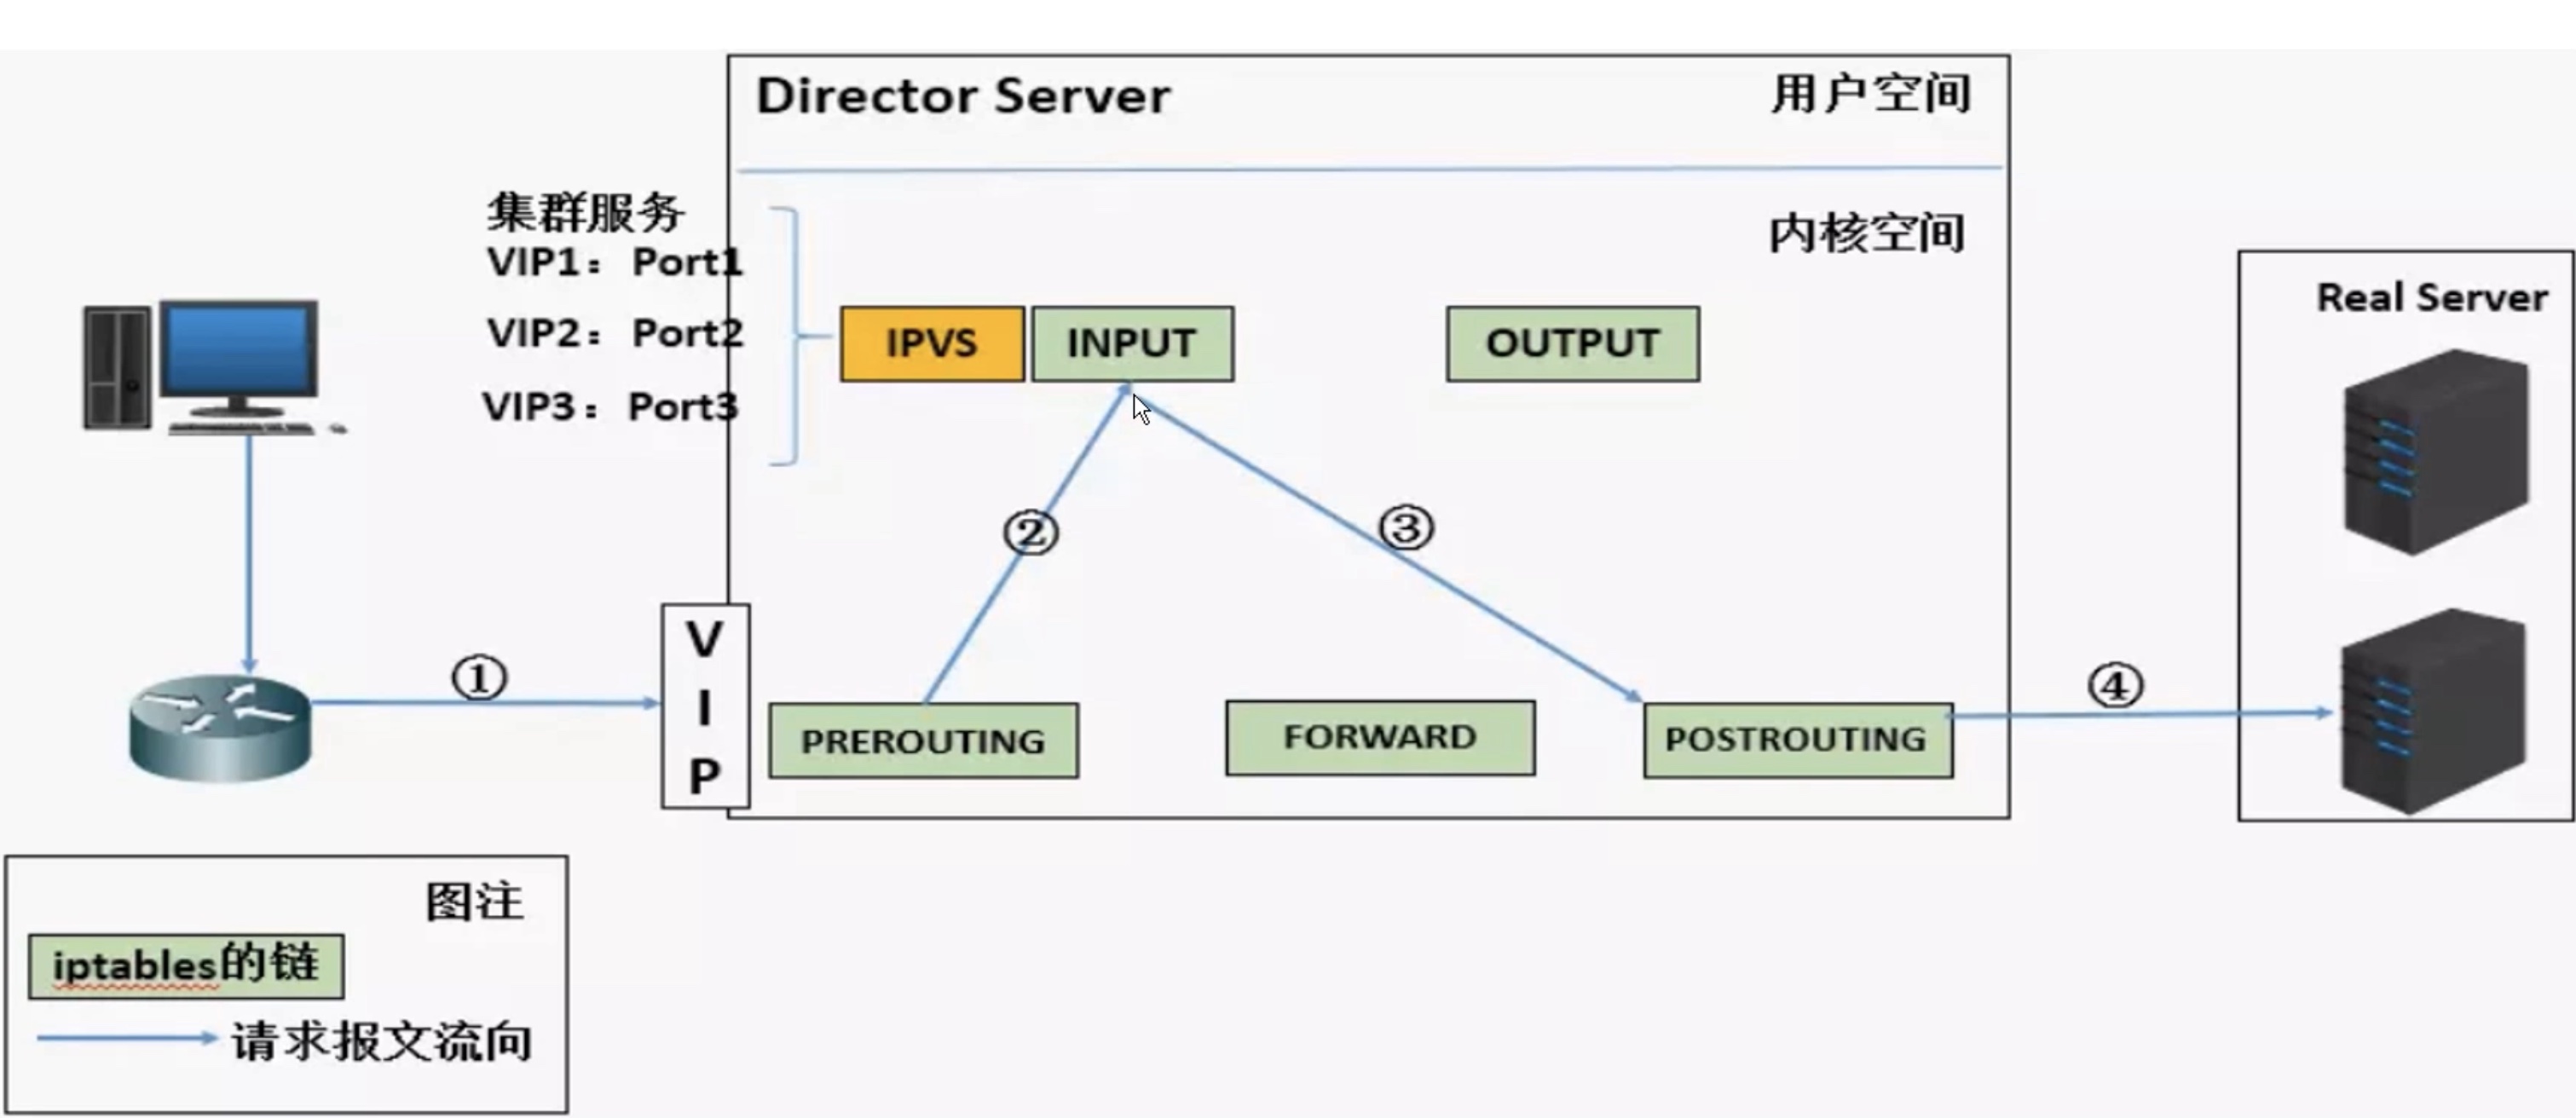 Director Server
用户空间
集群服务
VIP1： Port1
VIP2： Port2
VIP3： Port3
内核空间
IPVS
INPUT
OUTPUT
Real Server
②
③
①
④
V
I
P
PREROUTING
FORWARD
POSTROUTING
图注
iptables的链
请求报文流向